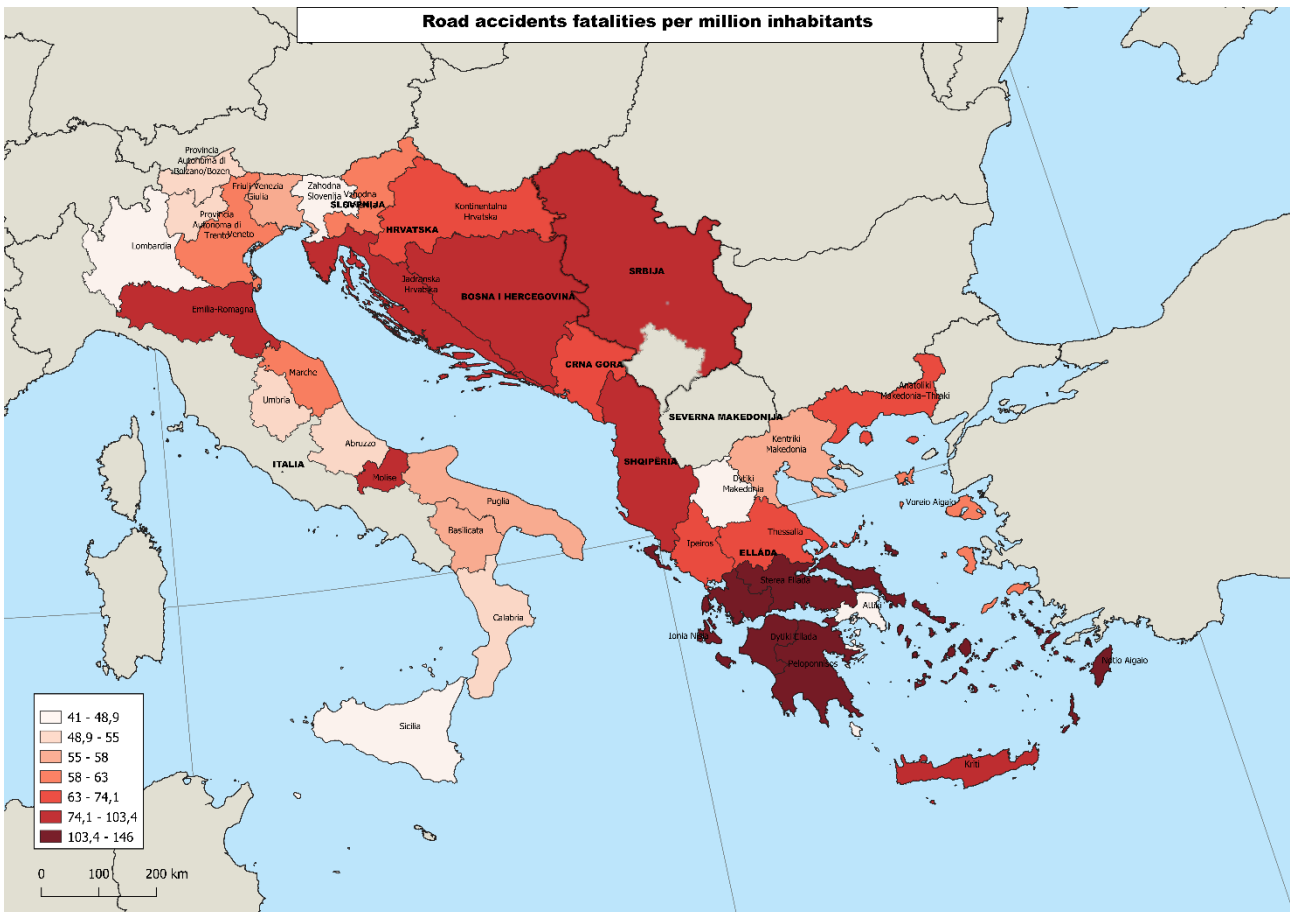 Road accidents fatalities per million inhabitants
Provincia
Autonoma di
Bolzano/Bozen
Friuli-Venezia
Giulia
Zahodna
Slovenija
Vzhodna
SLOVENIJA
Provincia
Autonoma di
Trento
Veneto
Lombardia
Kontinentalna
Hrvatska
HRVATSKA
Jadranska
Hrvatska
SRBIJA
BOSNA I HERCEGOVINA
Emilia-Romagna
CRNA GORA
Marche
Umbria
Anatoliki
Makedonia-Thraki
SEVERNA MAKEDONIJA
Abruzzo
Kentriki
Makedonia
ITALIA
SHQIPËRIA
Molise
Dytiki
Makedonia
Puglia
Voreio Aigaio
Basilicata
Thessalia
Ipeiros
ELLÁDA
Sterea Ellada
Attiki
Calabria
Ionia Nisia
Dytiki Ellada
Peloponnisos
Notio Aigaio
Sicilia
Kriti
41 - 48,9
48,9 - 55
55 - 58
58 - 63
63 - 74,1
74,1 - 103,4
103,4 - 146
0 100 200 km